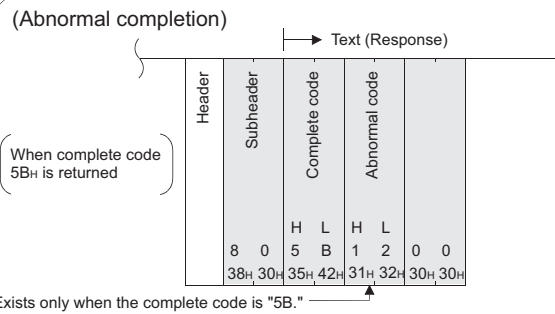 (Abnormal completion)
Text (Response)
Header
Subheader
Complete code
Abnormal code
When complete code
5BH is returned
H L H L
8 0 5 B 1 2 0 0
38H 30H 35H 42H 31H 32H 30H 30H
Exists only when the complete code is "5B."